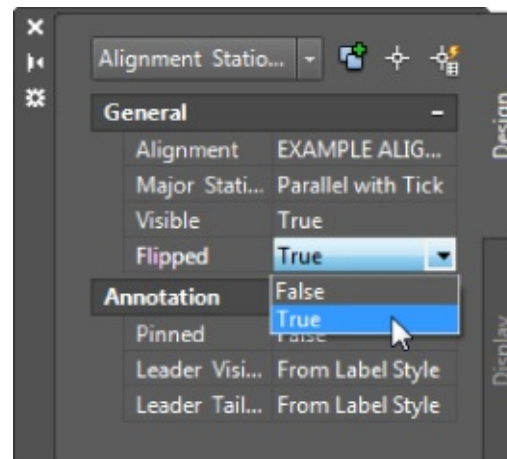 Alignment Statio...
General
Alignment EXAMPLE ALIG...
Major Stati... Parallel with Tick
Visible True
Flipped True
False
True
Annotation
Pinned False
Leader Visi... From Label Style
Leader Tail... From Label Style
Design
Display